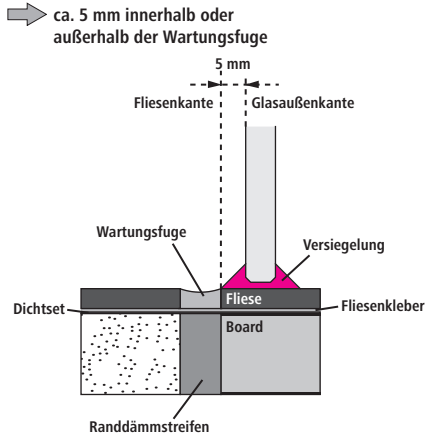 ca. 5 mm innerhalb oder
außerhalb der Wartungsfuge
5 mm
Fliesenkante
Glasaußenkante
Wartungsfuge
Versiegelung
Fliese
Dichtset
Fliesenkleber
Board
Randdämmstreifen